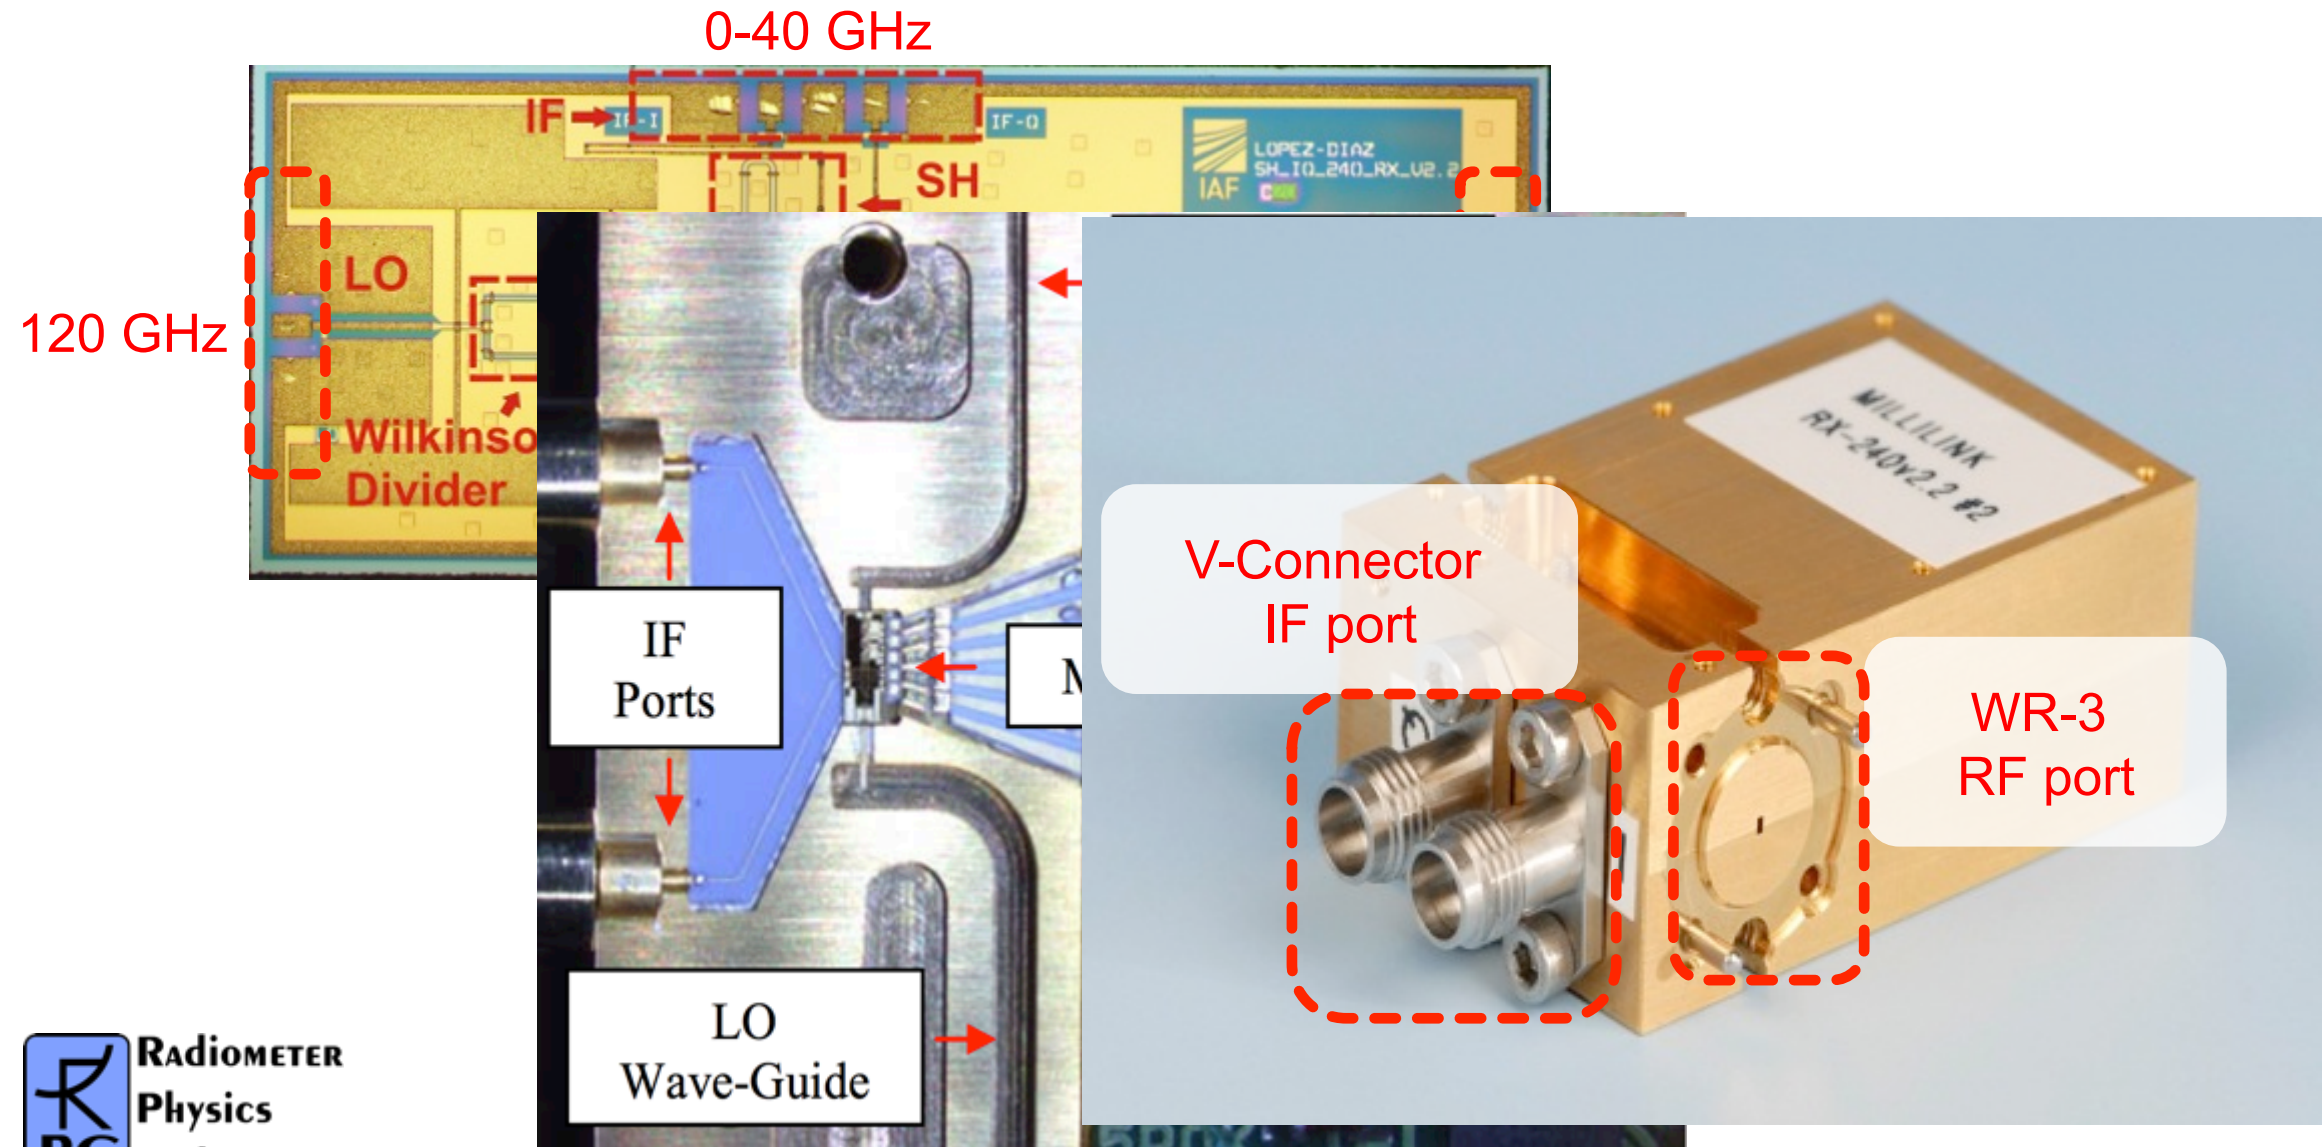 0-40 GHz
IF
IF-I
IF-Q
LOPEZ-DIAZ
SH_IQ_240_RX_V2.2
IAF
SH
LO
120 GHz
Wilkinso
Divider
IF
Ports
M
LO
Wave-Guide
MILLILINK
RX-240v2.2 #2
V-Connector
IF port
WR-3
RF port
Radiometer
Physics